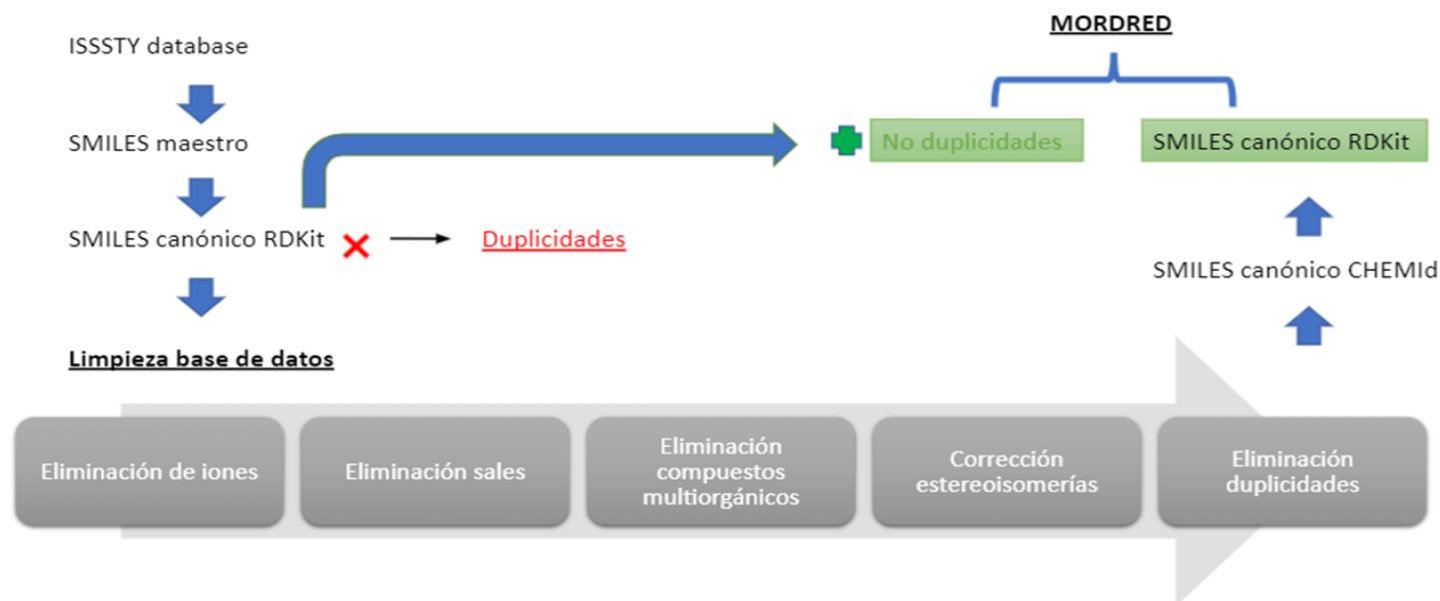 ISSSTY database
SMILES maestro
SMILES canónico RDKit
Duplicidades
Limpieza base de datos
MORDRED
No duplicidades
SMILES canónico RDKit
SMILES canónico CHEMId
Eliminación de iones
Eliminación sales
Eliminación
compuestos
multiorgánicos
Corrección
estereoisomerías
Eliminación
duplicidades